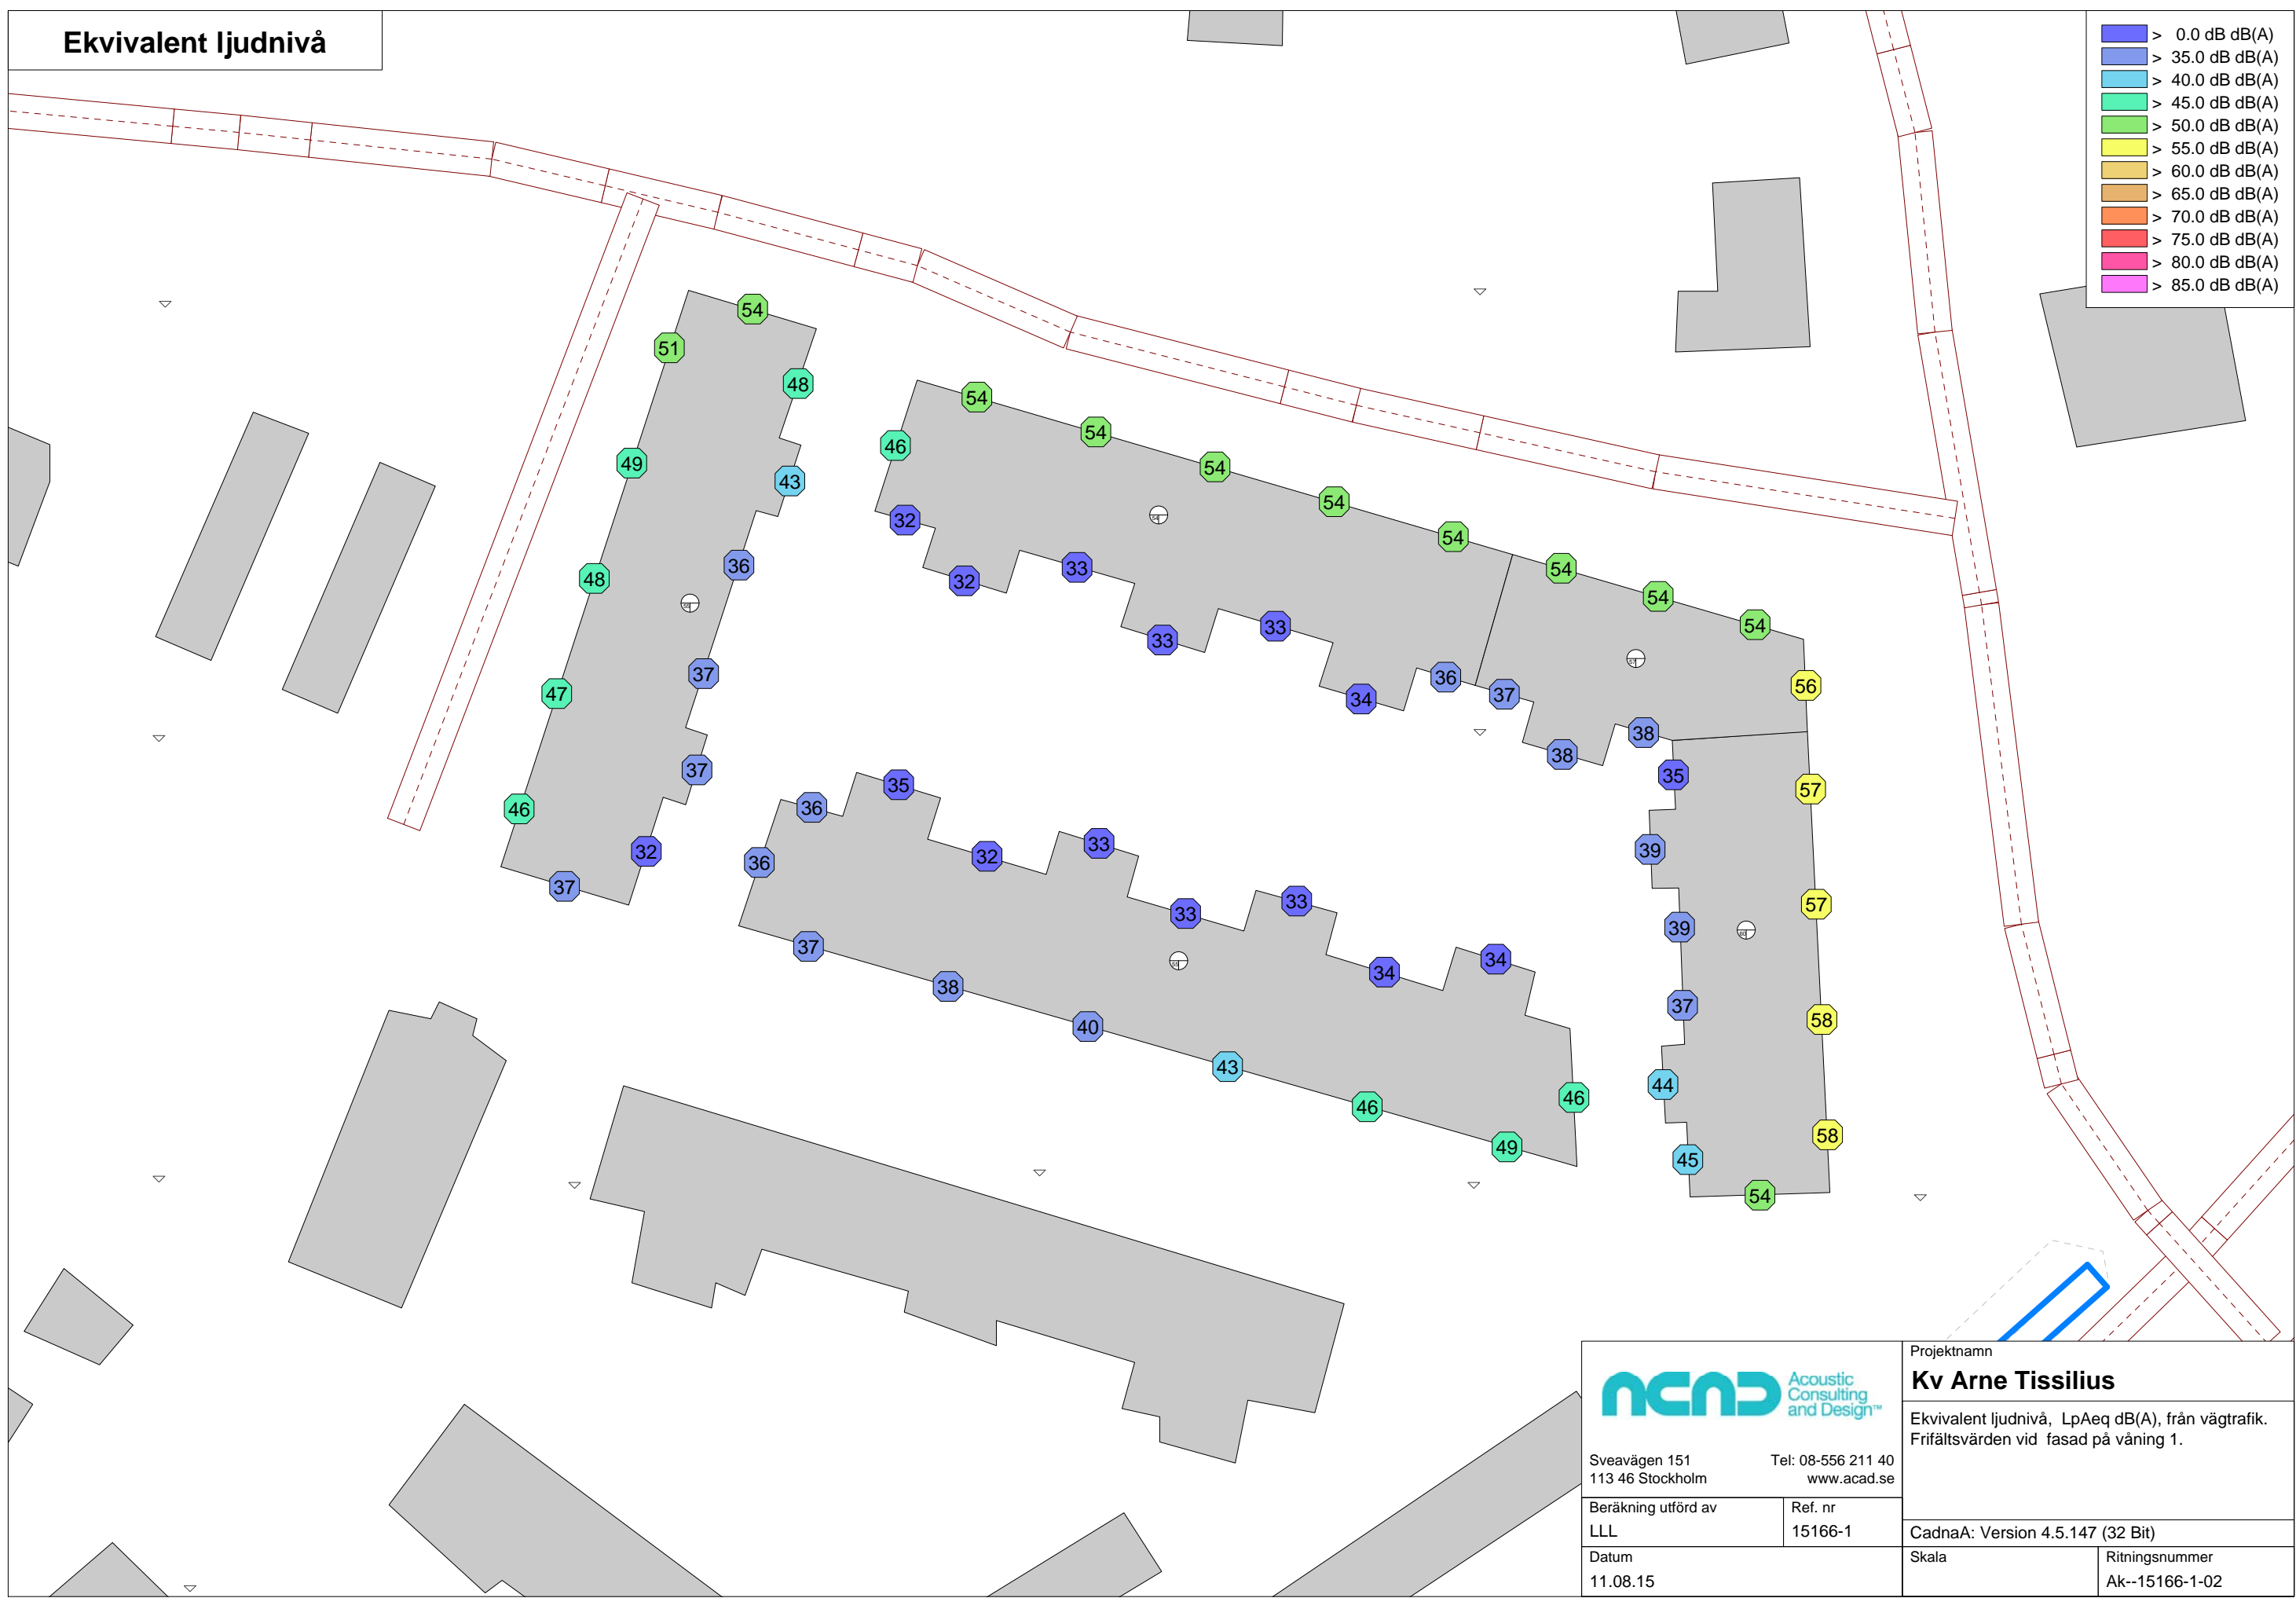 Ekvivalent ljudnivå
> 0.0 dB dB(A)
> 35.0 dB dB(A)
> 40.0 dB dB(A)
> 45.0 dB dB(A)
> 50.0 dB dB(A)
> 55.0 dB dB(A)
> 60.0 dB dB(A)
> 65.0 dB dB(A)
> 70.0 dB dB(A)
> 75.0 dB dB(A)
> 80.0 dB dB(A)
> 85.0 dB dB(A)
54
51
48
49
43
48
36
37
47
37
46
32
37
54
54
54
54
54
46
32
32
33
33
33
34
36
54
54
54
56
37
38
38
35
57
39
57
39
37
58
44
58
45
54
36
35
36
32
33
33
33
34
34
37
38
40
43
46
49
46
acad
Acoustic
Consulting
and Design™
Sveavägen 151
Tel: 08-556 211 40
113 46 Stockholm
www.acad.se
Beräkning utförd av
LLL
Ref. nr
15166-1
Datum
11.08.15
Projektnamn
Kv Arne Tissilius
Ekvivalent ljudnivå, LpAeq dB(A), från vägtrafik.
Frifältsvärden vid fasad på våning 1.
CadnaA: Version 4.5.147 (32 Bit)
Skala
Ritningsnummer
Ak--15166-1-02